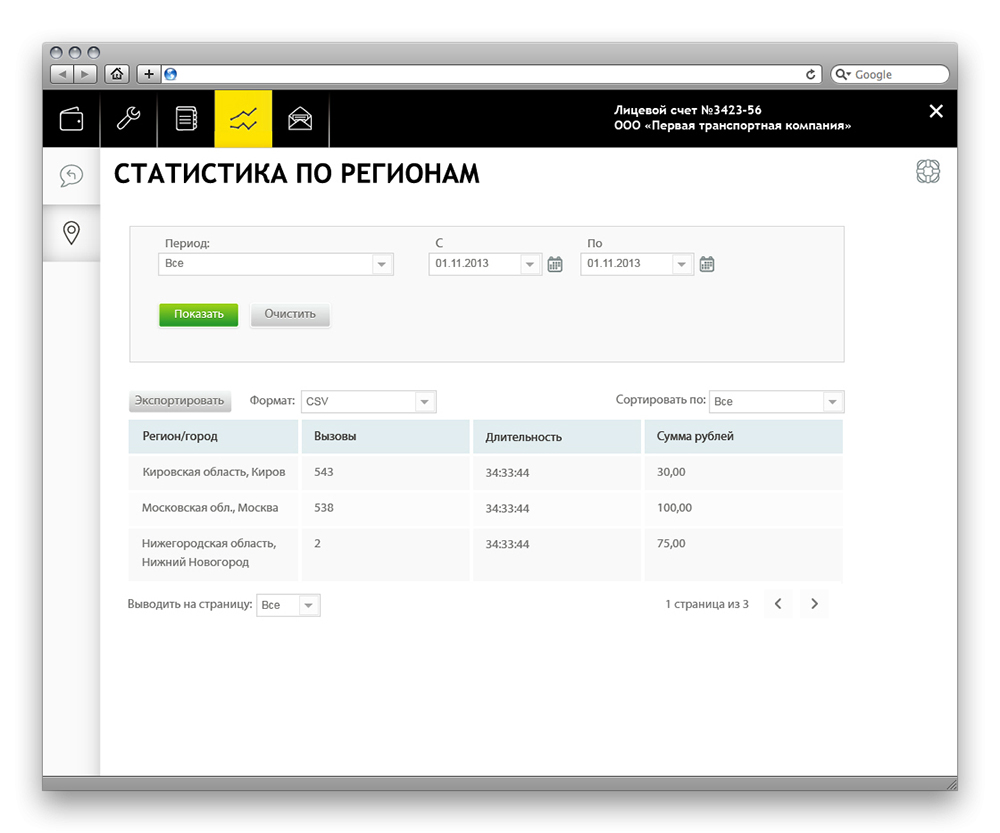 Google
Лицевой счет №3423-56
ООО «Первая транспортная компания»
СТАТИСТИКА ПО РЕГИОНАМ
Период: С По
Все 01.11.2013 01.11.2013
Показать Очистить
Экспортировать Формат: CSV Сортировать по: Все
Регион/город Вызовы Длительность Сумма рублей
Кировская область, Киров 543 34:33:44 30,00
Московская обл., Москва 538 34:33:44 100,00
Нижегородская область, 2 34:33:44 75,00
Нижний Новогород
Выводить на страницу: Все 1 страница из 3